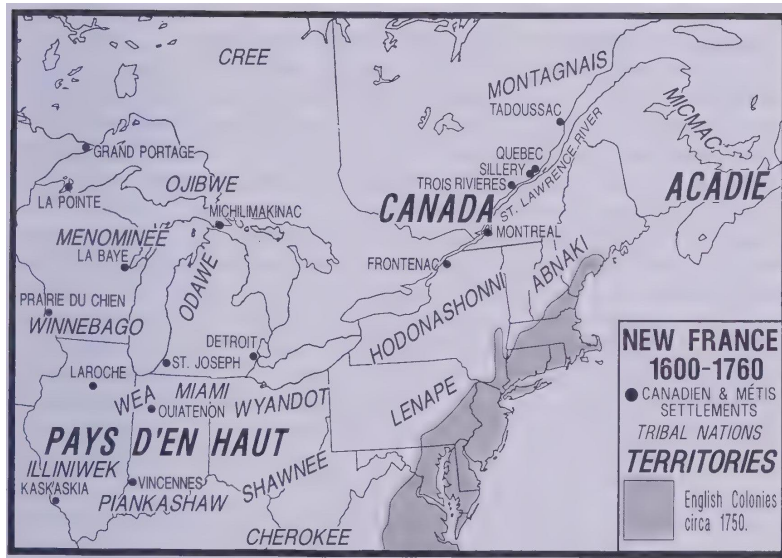 CREE
MONTAGNAIS
TADOUSSAC
MICMAC
GRAND PORTAGE
QUEBEC
SILLERY
ST. LAWRENCE RIVER
OJIBWE
TROIS RIVIERES
ACADIE
LA POINTE
CANADA
MICHILIMAKINAC
MONTREAL
MENOMINEE
LA BAYE
ODAWE
FRONTENAC
ABNAKI
PRAIRIE DU CHIEN
WINNEBAGO
HODONASHONNI
DETROIT
ST. JOSEPH
LAROCHE
WEA
MIAMI
WYANDOT
OUIATENON
LENAPE
PAYS D'EN HAUT
ILLINIWEK
KASKASKIA
VINCENNES
PIANKASHAW
SHAWNEE
CHEROKEE
NEW FRANCE
1600-1760
CANADIEN & MÉTIS
SETTLEMENTS
TRIBAL NATIONS
TERRITORIES
English Colonies
circa 1750.